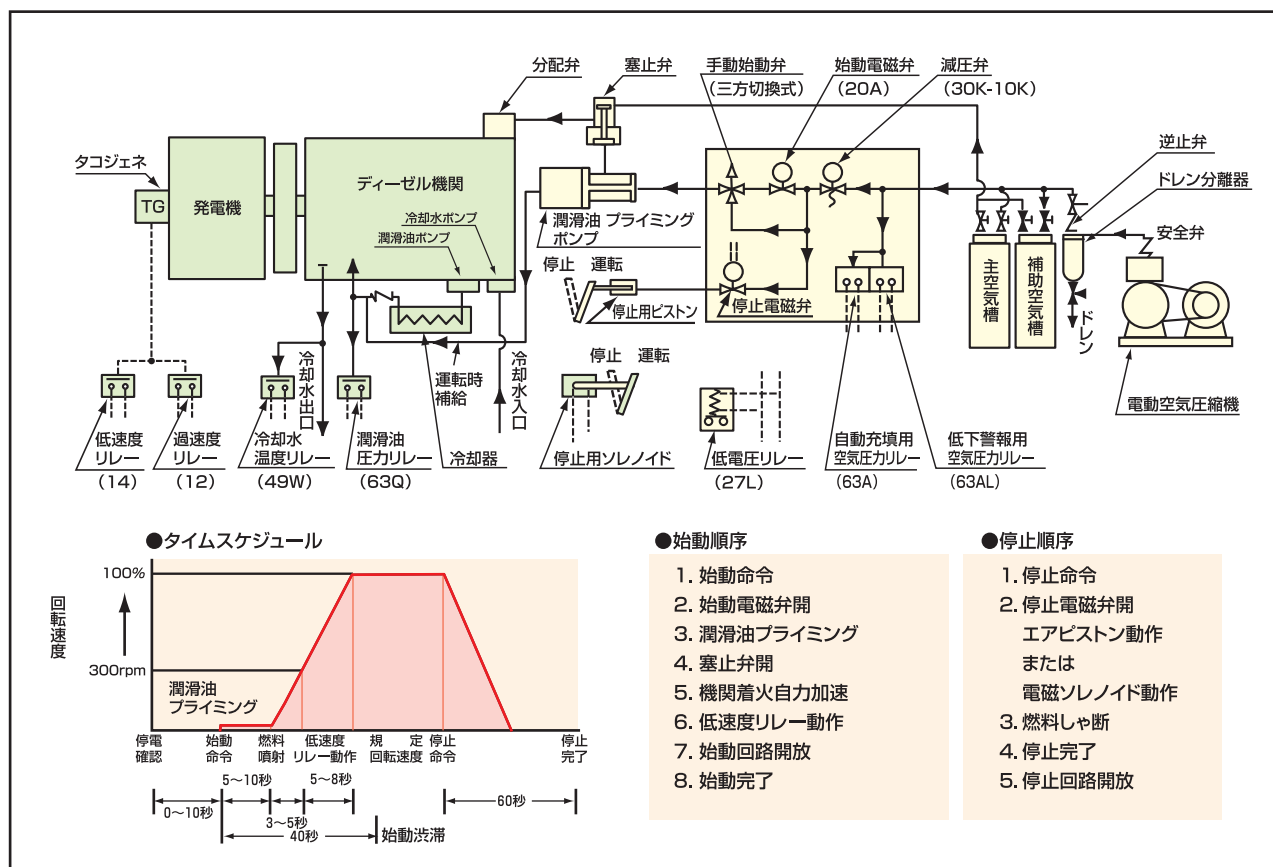 分配弁
塞止弁
手動始動弁
(三方切換式)
始動電磁弁
(20A)
減圧弁
(30K-10K)
逆止弁
ドレン分離器
安全弁
タコジェネ
TG
発電機
ディーゼル機関
冷却水ポンプ
潤滑油ポンプ
潤滑油 プライミング
ポンプ
停止 運転
停止用ピストン
停止電磁弁
主空気槽
補助空気槽
ドレン
電動空気圧縮機
冷却水出口
運転時
補給
冷却水入口
停止 運転
低速度
リレー
(14)
過速度
リレー
(12)
冷却水
温度リレー
(49W)
潤滑油
圧力リレー
(63Q)
冷却器
停止用ソレノイド
低電圧リレー
(27L)
自動充填用
空気圧力リレー
(63A)
低下警報用
空気圧力リレー
(63AL)
●タイムスケジュール
100%
回転速度
300rpm
潤滑油
プライミング
停電
確認
始動
命令
燃料
噴射
低速度
リレー動作
規 定
回転速度
停止
命令
停止
完了
5〜10秒
5〜8秒
0〜10秒
3〜5秒
60秒
40秒
始動渋滞
●始動順序
1. 始動命令
2. 始動電磁弁開
3. 潤滑油プライミング
4. 塞止弁開
5. 機関着火自力加速
6. 低速度リレー動作
7. 始動回路開放
8. 始動完了
●停止順序
1. 停止命令
2. 停止電磁弁開
エアピストン動作
または
電磁ソレノイド動作
3. 燃料しゃ断
4. 停止完了
5. 停止回路開放